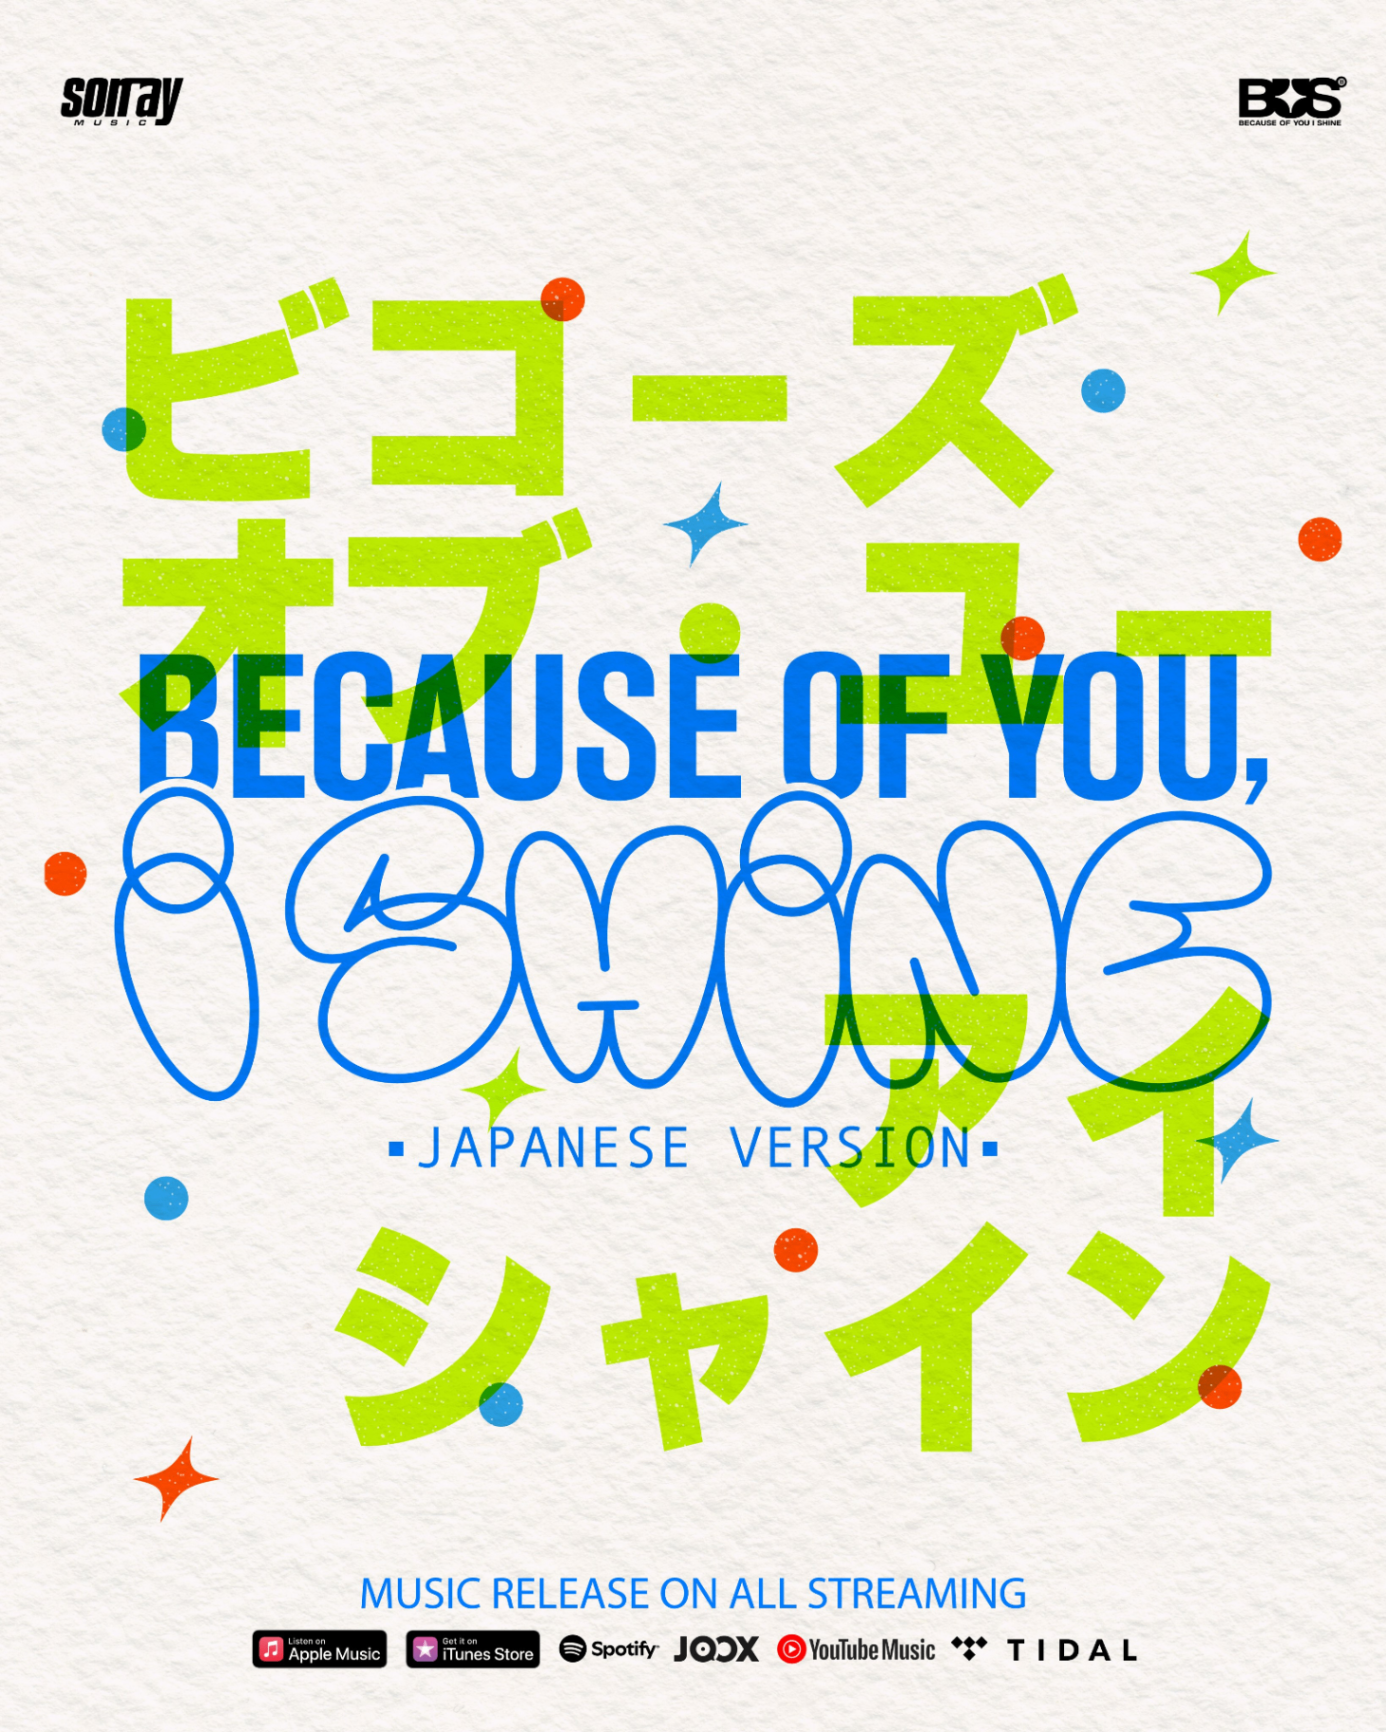 sonray
MUSIC
BUS
BECAUSE OF YOU I SHINE
ビコーズ
オブ・ユー
BECAUSE OF YOU,
i SHiNE
アイ
-JAPANESE VERSION-
シャイン
MUSIC RELEASE ON ALL STREAMING
Listen on
Apple Music
Get it on
iTunes Store
Spotify
JOOX
YouTube Music
TIDAL